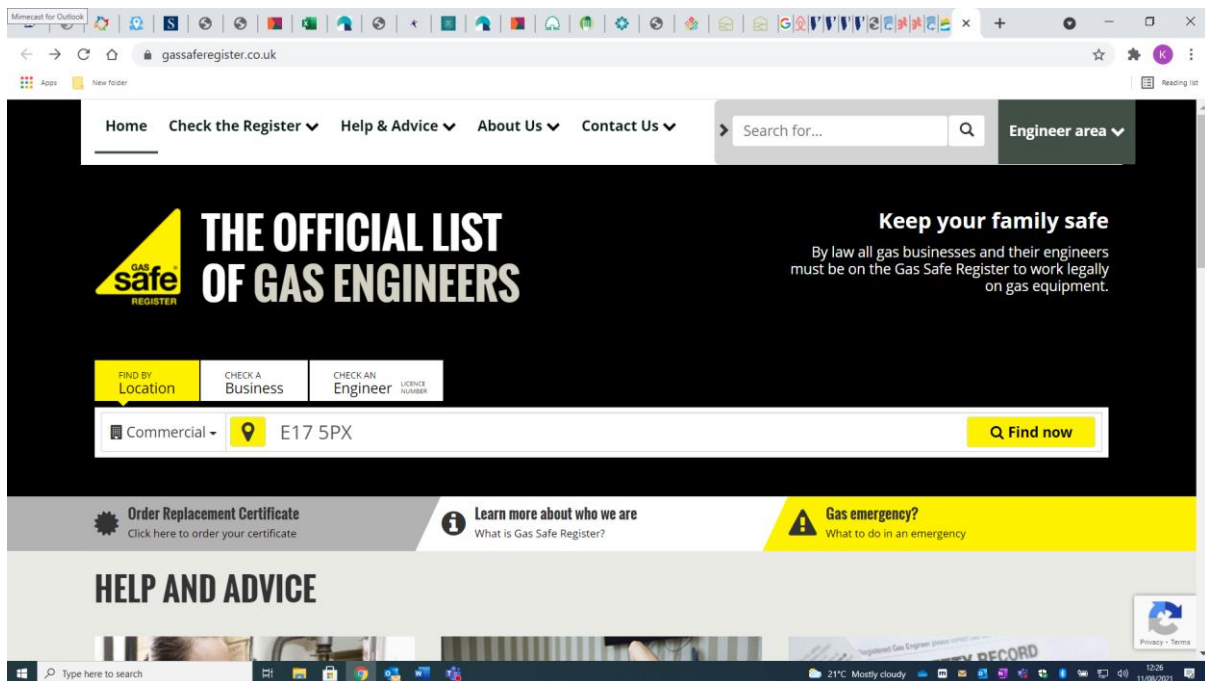 Mimecast for Outlook
gassaferegister.co.uk
Apps
New folder
Reading list
Home Check the Register Help & Advice About Us Contact Us
Search for...
Engineer area
GAS
safe
REGISTER
THE OFFICIAL LIST
OF GAS ENGINEERS
Keep your family safe
By law all gas businesses and their engineers
must be on the Gas Safe Register to work legally
on gas equipment.
FIND BY
Location
CHECK A
Business
CHECK AN
Engineer
LICENCE
NUMBER
Commercial
E17 5PX
Find now
Order Replacement Certificate
Click here to order your certificate
Learn more about who we are
What is Gas Safe Register?
Gas emergency?
What to do in an emergency
HELP AND ADVICE
RECORD
Privacy - Terms
Type here to search
21°C Mostly cloudy
12:26
11/08/2021